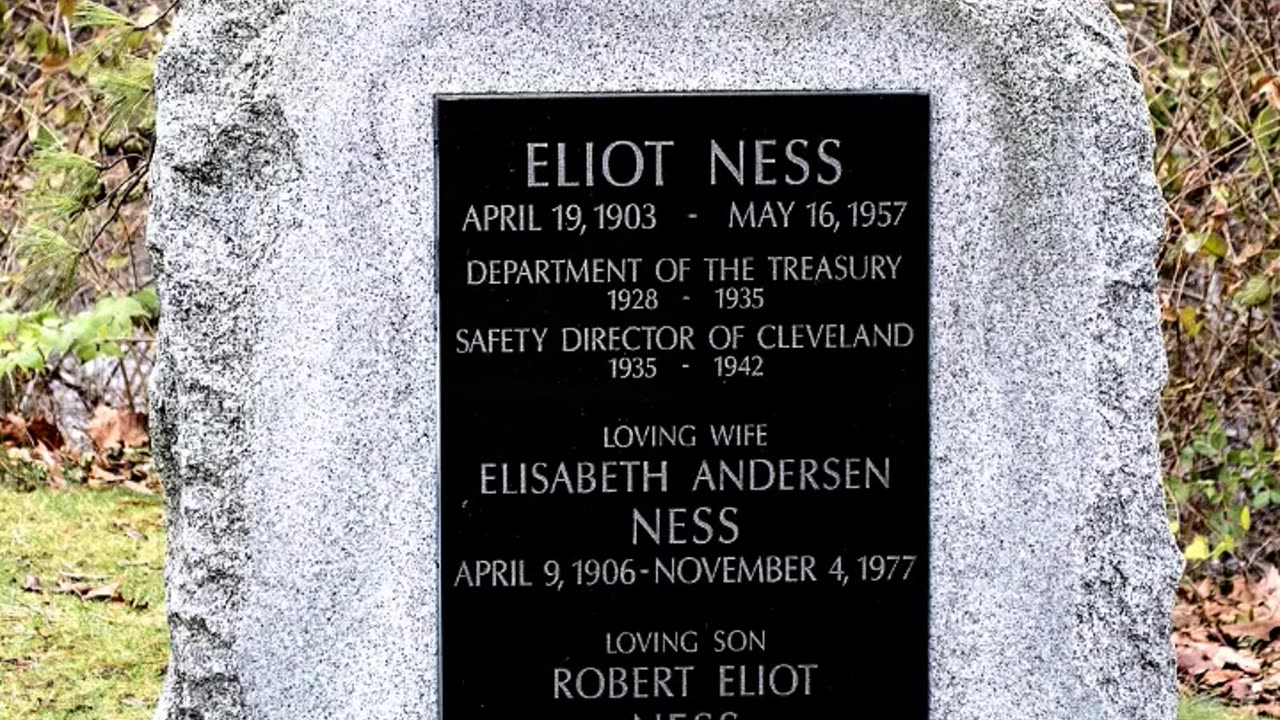 ELIOT NESS
APRIL 19, 1903 - MAY 16, 1957
DEPARTMENT OF THE TREASURY
1928 - 1935
SAFETY DIRECTOR OF CLEVELAND
1935 - 1942
LOVING WIFE
ELISABETH ANDERSEN
NESS
APRIL 9, 1906-NOVEMBER 4, 1977
LOVING SON
ROBERT ELIOT
NESS